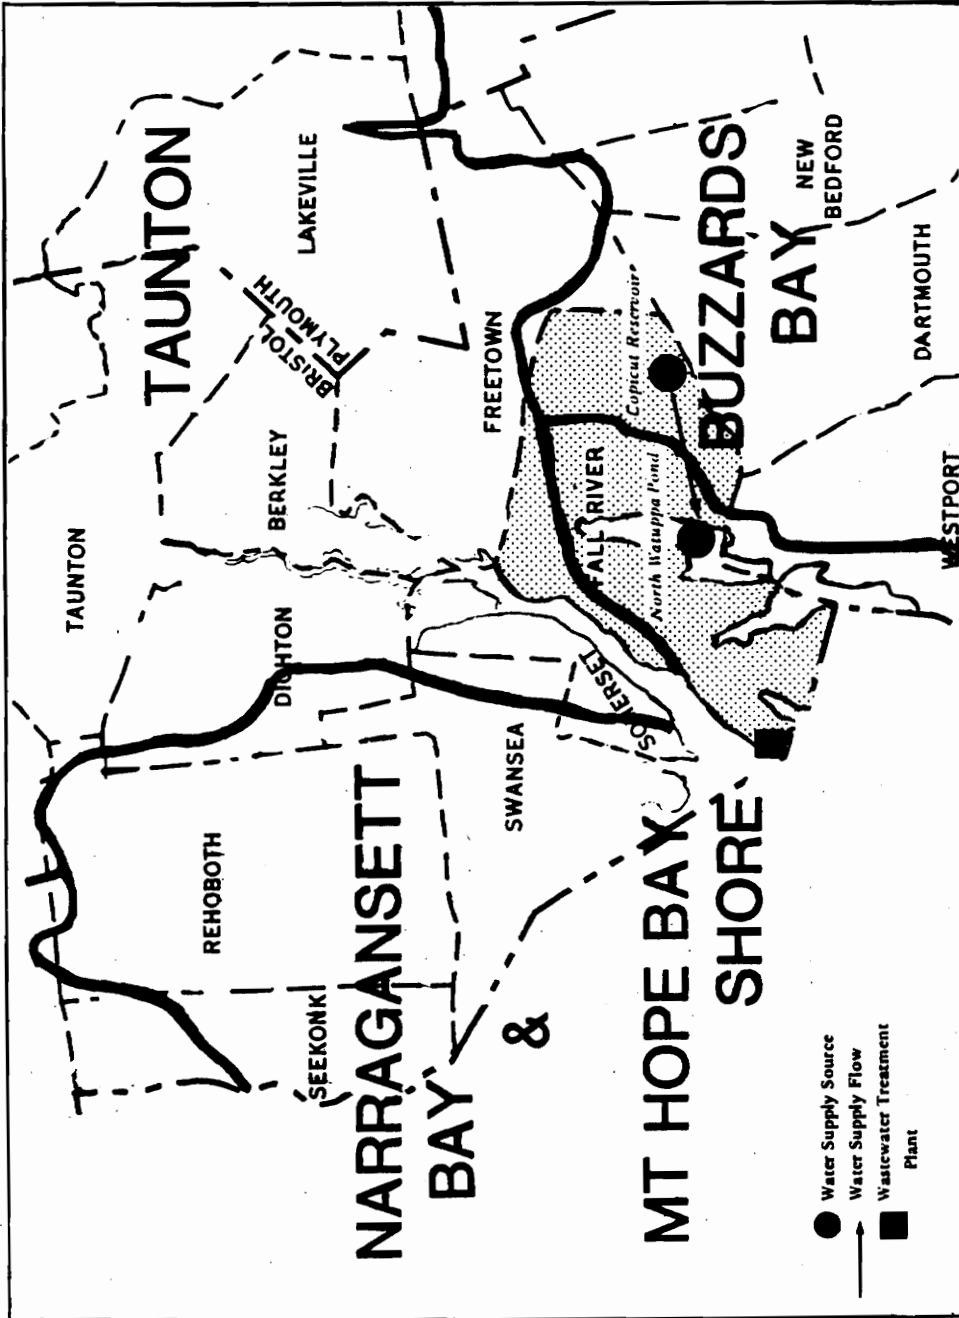 TAUNTON
LAKEVILLE
BRISTOL
PLYMOUTH
TAUNTON
BERKLEY
FREETOWN
DIGHTON
REHOBOTH
SEEKONK
SWANSEA
SOMERSET
FALL RIVER
Copicut Reservoir
North Watuppa Pond
BUZZARDS
BAY
NEW
BEDFORD
DARTMOUTH
WESTPORT
NARRAGANSETT
BAY
&
MT HOPE BAY
SHORE
Water Supply Source
Water Supply Flow
Wastewater Treatment
Plant